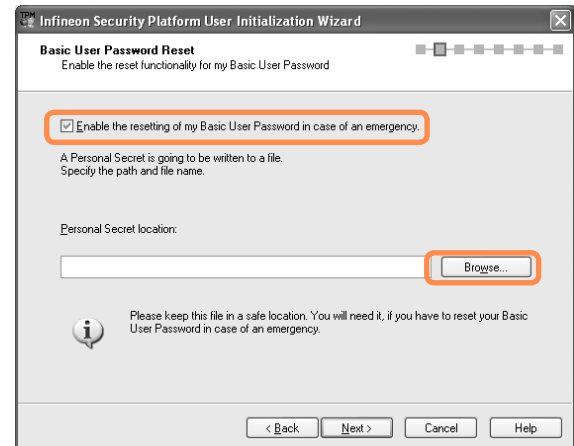 TPM Infineon Security Platform User Initialization Wizard
Basic User Password Reset
Enable the reset functionality for my Basic User Password
Enable the resetting of my Basic User Password in case of an emergency.
A Personal Secret is going to be written to a file.
Specify the path and file name.
Personal Secret location:
Browse...
Please keep this file in a safe location. You will need it, if you have to reset your Basic
User Password in case of an emergency.
< Back Next > Cancel Help